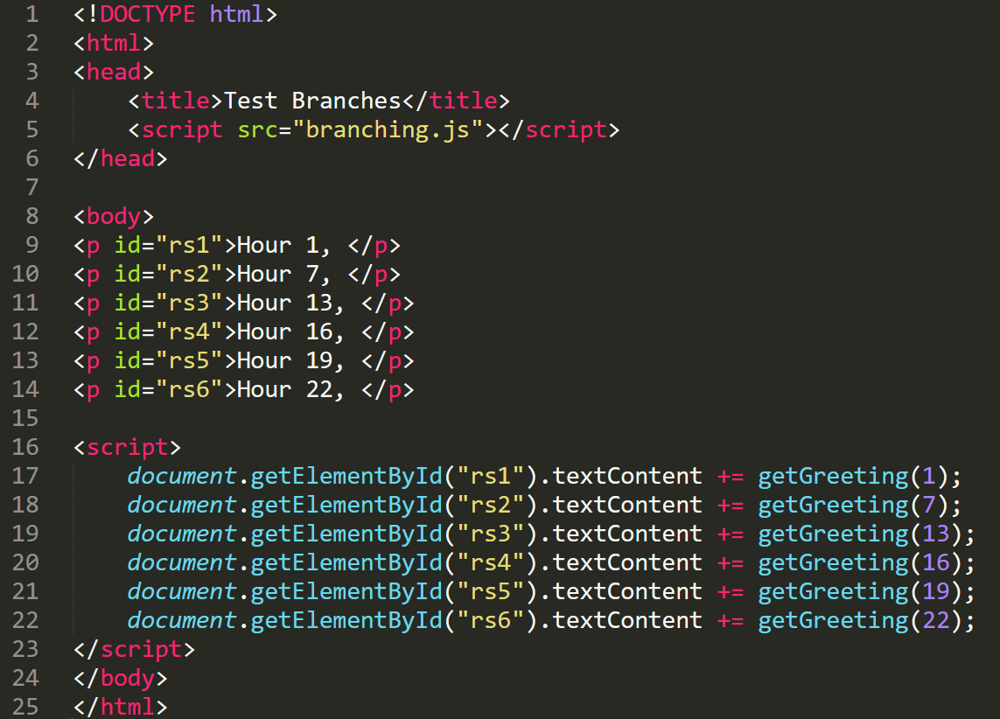 1 <!DOCTYPE html>
2 <html>
3 <head>
4     <title>Test Branches</title>
5     <script src="branching.js"></script>
6 </head>
7
8 <body>
9 <p id="rs1">Hour 1, </p>
10 <p id="rs2">Hour 7, </p>
11 <p id="rs3">Hour 13, </p>
12 <p id="rs4">Hour 16, </p>
13 <p id="rs5">Hour 19, </p>
14 <p id="rs6">Hour 22, </p>
15
16 <script>
17     document.getElementById("rs1").textContent += getGreeting(1);
18     document.getElementById("rs2").textContent += getGreeting(7);
19     document.getElementById("rs3").textContent += getGreeting(13);
20     document.getElementById("rs4").textContent += getGreeting(16);
21     document.getElementById("rs5").textContent += getGreeting(19);
22     document.getElementById("rs6").textContent += getGreeting(22);
23 </script>
24 </body>
25 </html>